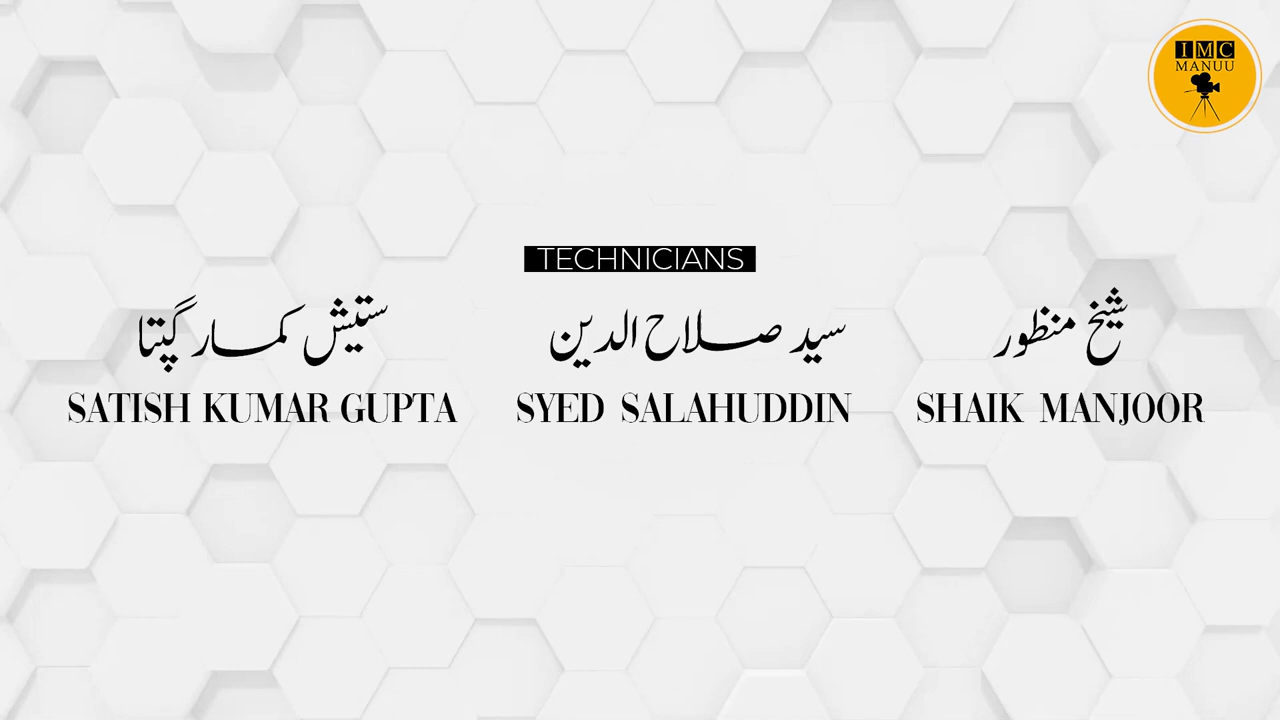 IMC
MANUU
TECHNICIANS
ستیش کمار گپتا
سید صلاح الدین
شیخ منظور
SATISH KUMAR GUPTA
SYED SALAHUDDIN
SHAIK MANJOOR